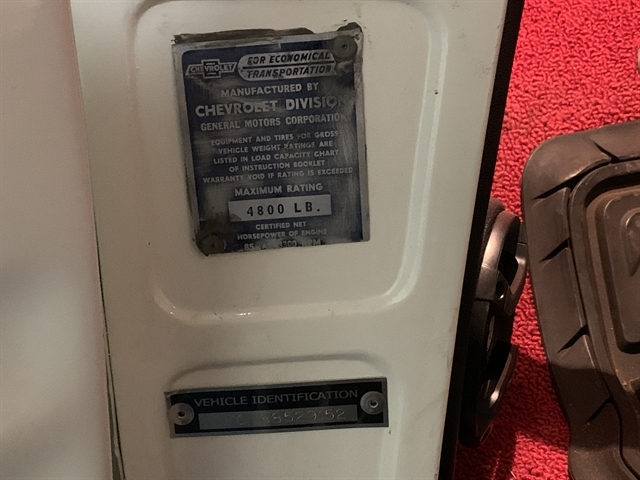 CHEVROLET
FOR ECONOMICAL
TRANSPORTATION
MANUFACTURED BY
CHEVROLET DIVISION
GENERAL MOTORS CORPORATION
EQUIPMENT AND TIRES FOR GROSS
VEHICLE WEIGHT RATINGS ARE
LISTED IN LOAD CAPACITY CHART
OF INSTRUCTION BOOKLET
WARRANTY VOID IF RATING IS EXCEEDED
MAXIMUM RATING
4800 LB.
CERTIFIED NET
HORSEPOWER OF ENGINE
85 RPM
VEHICLE IDENTIFICATION